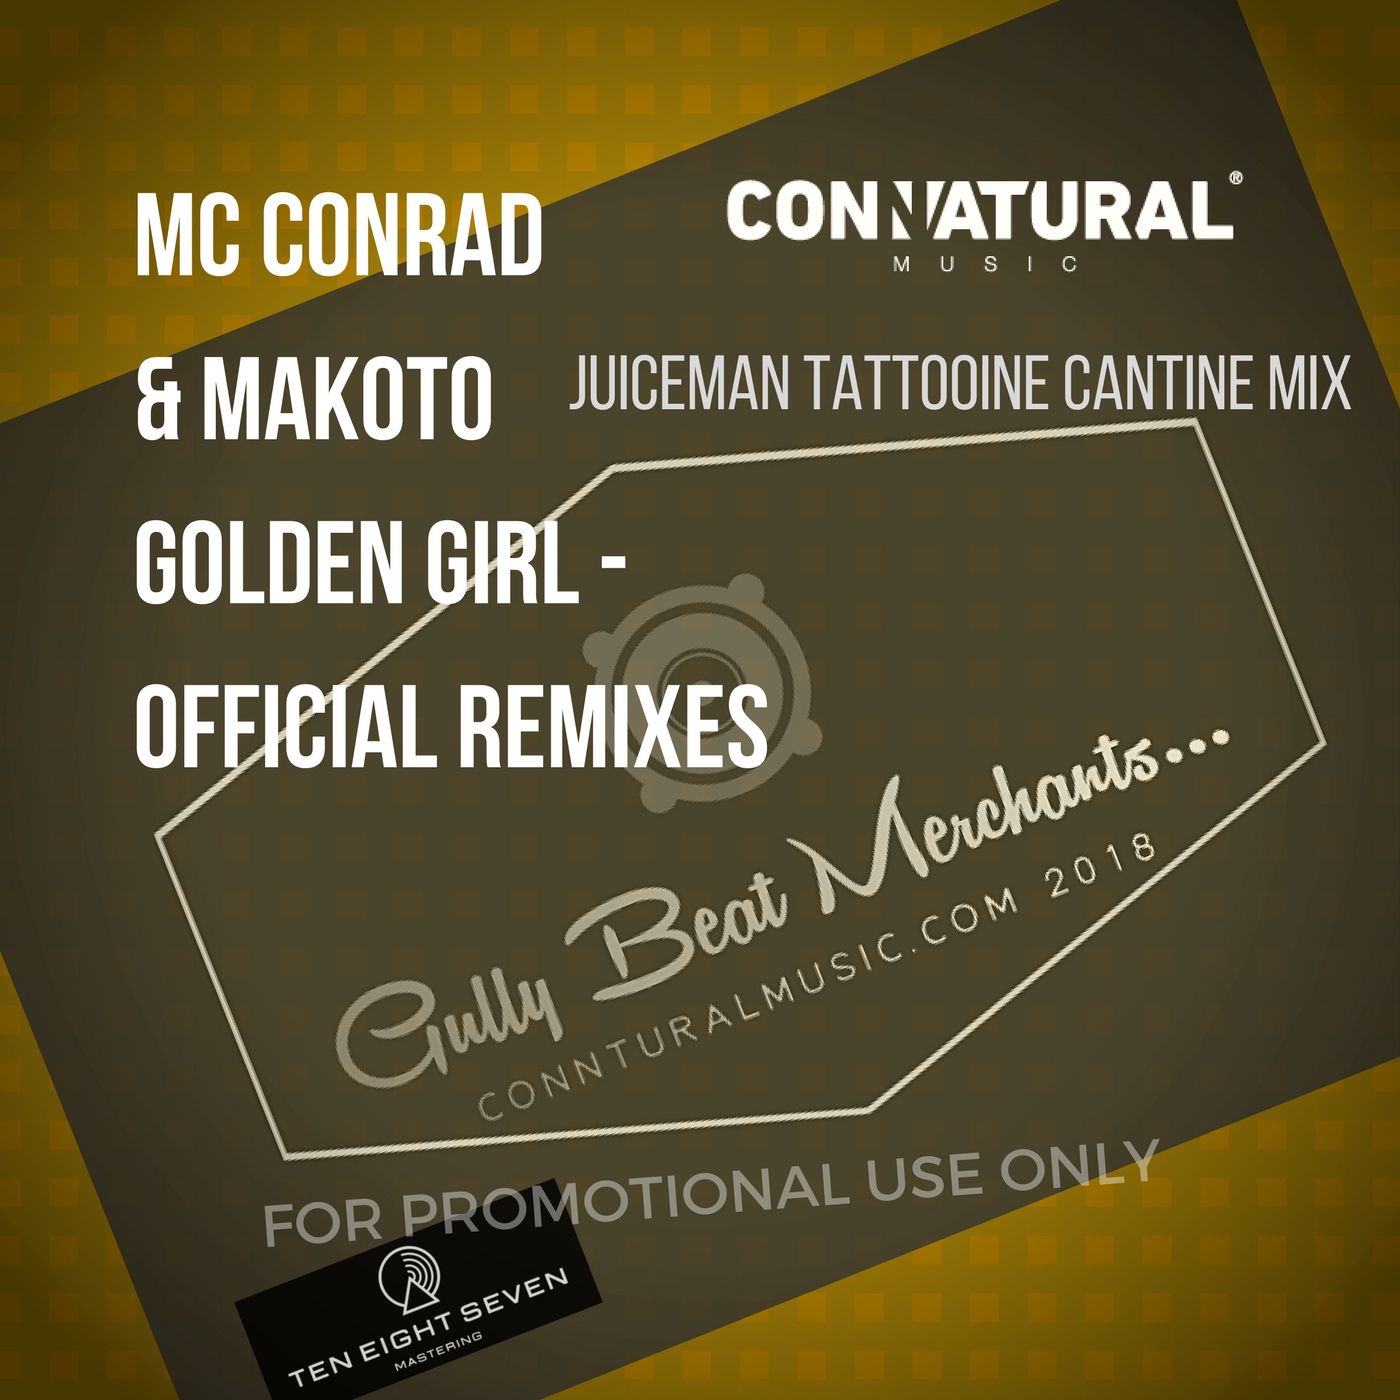 MC CONRAD
& MAKOTO
GOLDEN GIRL -
OFFICIAL REMIXES
CONNATURAL®
MUSIC
JUICEMAN TATTOOINE CANTINE MIX
Gully Beat Merchants...
CONNTURALMUSIC.COM 2018
FOR PROMOTIONAL USE ONLY
TEN EIGHT SEVEN
MASTERING